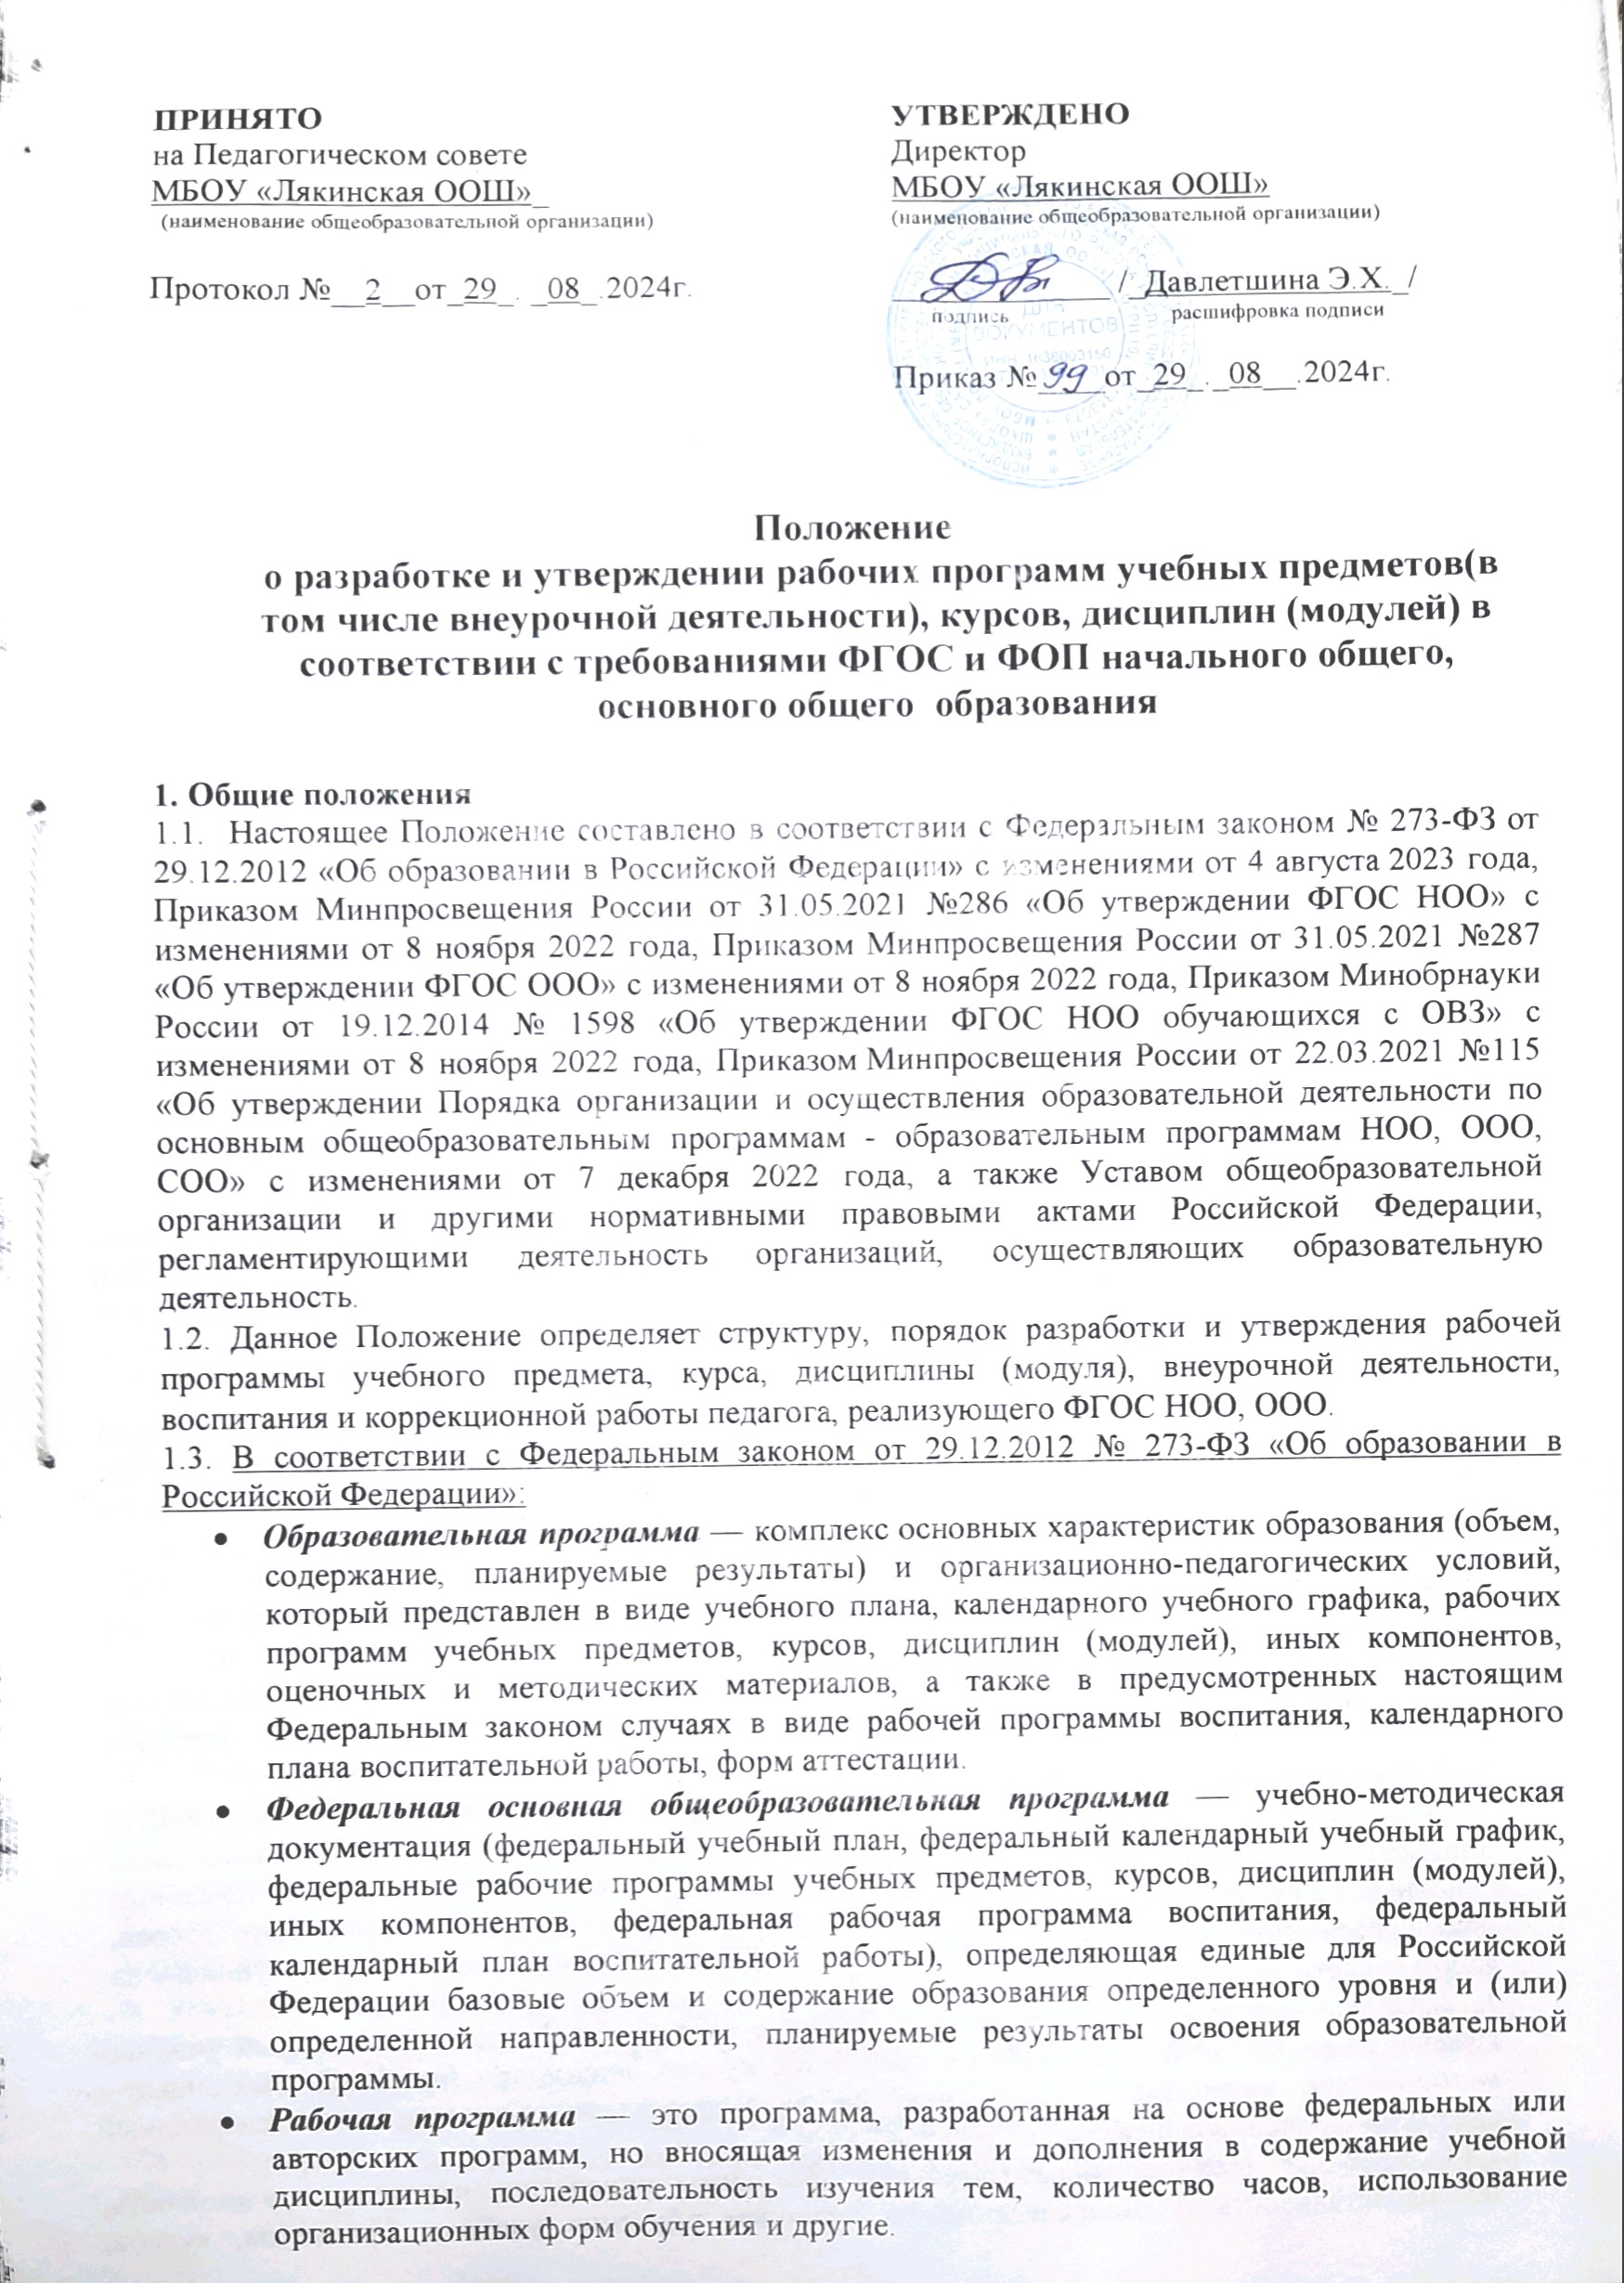 ПРИНЯТО
на Педагогическом совете
МБОУ «Лякинская ООШ»_
(наименование общеобразовательной организации)
Протокол №__2__от_29_. _08_.2024г.
УТВЕРЖДЕНО
Директор
МБОУ «Лякинская ООШ»
(наименование общеобразовательной организации)
/_Давлетшина Э.Х._/
подпись расшифровка подписи
ДЛЯ
ДОКУМЕНТОВ
Приказ № 99 от_29_._08__.2024г.
Положение
о разработке и утверждении рабочих программ учебных предметов(в
том числе внеурочной деятельности), курсов, дисциплин (модулей) в
соответствии с требованиями ФГОС и ФОП начального общего,
основного общего образования
1. Общие положения
1.1. Настоящее Положение составлено в соответствии с Федеральным законом № 273-ФЗ от
29.12.2012 «Об образовании в Российской Федерации» с изменениями от 4 августа 2023 года,
Приказом Минпросвещения России от 31.05.2021 №286 «Об утверждении ФГОС НОО» с
изменениями от 8 ноября 2022 года, Приказом Минпросвещения России от 31.05.2021 №287
«Об утверждении ФГОС ООО» с изменениями от 8 ноября 2022 года, Приказом Минобрнауки
России от 19.12.2014 № 1598 «Об утверждении ФГОС НОО обучающихся с ОВЗ» с
изменениями от 8 ноября 2022 года, Приказом Минпросвещения России от 22.03.2021 №115
«Об утверждении Порядка организации и осуществления образовательной деятельности по
основным общеобразовательным программам - образовательным программам НОО, ООО,
СОО» с изменениями от 7 декабря 2022 года, а также Уставом общеобразовательной
организации и другими нормативными правовыми актами Российской Федерации,
регламентирующими деятельность организаций, осуществляющих образовательную
деятельность.
1.2. Данное Положение определяет структуру, порядок разработки и утверждения рабочей
программы учебного предмета, курса, дисциплины (модуля), внеурочной деятельности,
воспитания и коррекционной работы педагога, реализующего ФГОС НОО, ООО.
1.3. В соответствии с Федеральным законом от 29.12.2012 № 273-ФЗ «Об образовании в
Российской Федерации»:
• Образовательная программа — комплекс основных характеристик образования (объем,
содержание, планируемые результаты) и организационно-педагогических условий,
который представлен в виде учебного плана, календарного учебного графика, рабочих
программ учебных предметов, курсов, дисциплин (модулей), иных компонентов,
оценочных и методических материалов, а также в предусмотренных настоящим
Федеральным законом случаях в виде рабочей программы воспитания, календарного
плана воспитательной работы, форм аттестации.
• Федеральная основная общеобразовательная программа — учебно-методическая
документация (федеральный учебный план, федеральный календарный учебный график,
федеральные рабочие программы учебных предметов, курсов, дисциплин (модулей),
иных компонентов, федеральная рабочая программа воспитания, федеральный
календарный план воспитательной работы), определяющая единые для Российской
Федерации базовые объем и содержание образования определенного уровня и (или)
определенной направленности, планируемые результаты освоения образовательной
программы.
• Рабочая программа — это программа, разработанная на основе федеральных или
авторских программ, но вносящая изменения и дополнения в содержание учебной
дисциплины, последовательность изучения тем, количество часов, использование
организационных форм обучения и другие.